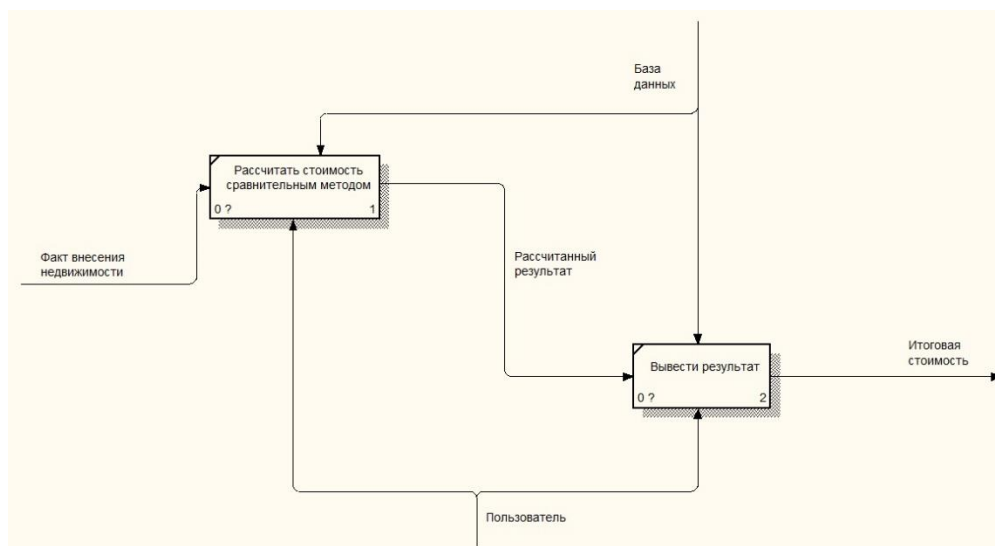 База
данных
Рассчитать стоимость
сравнительным методом
0 ?
1
Факт внесения
недвижимости
Рассчитанный
результат
Вывести результат
0 ?
2
Итоговая
стоимость
Пользователь